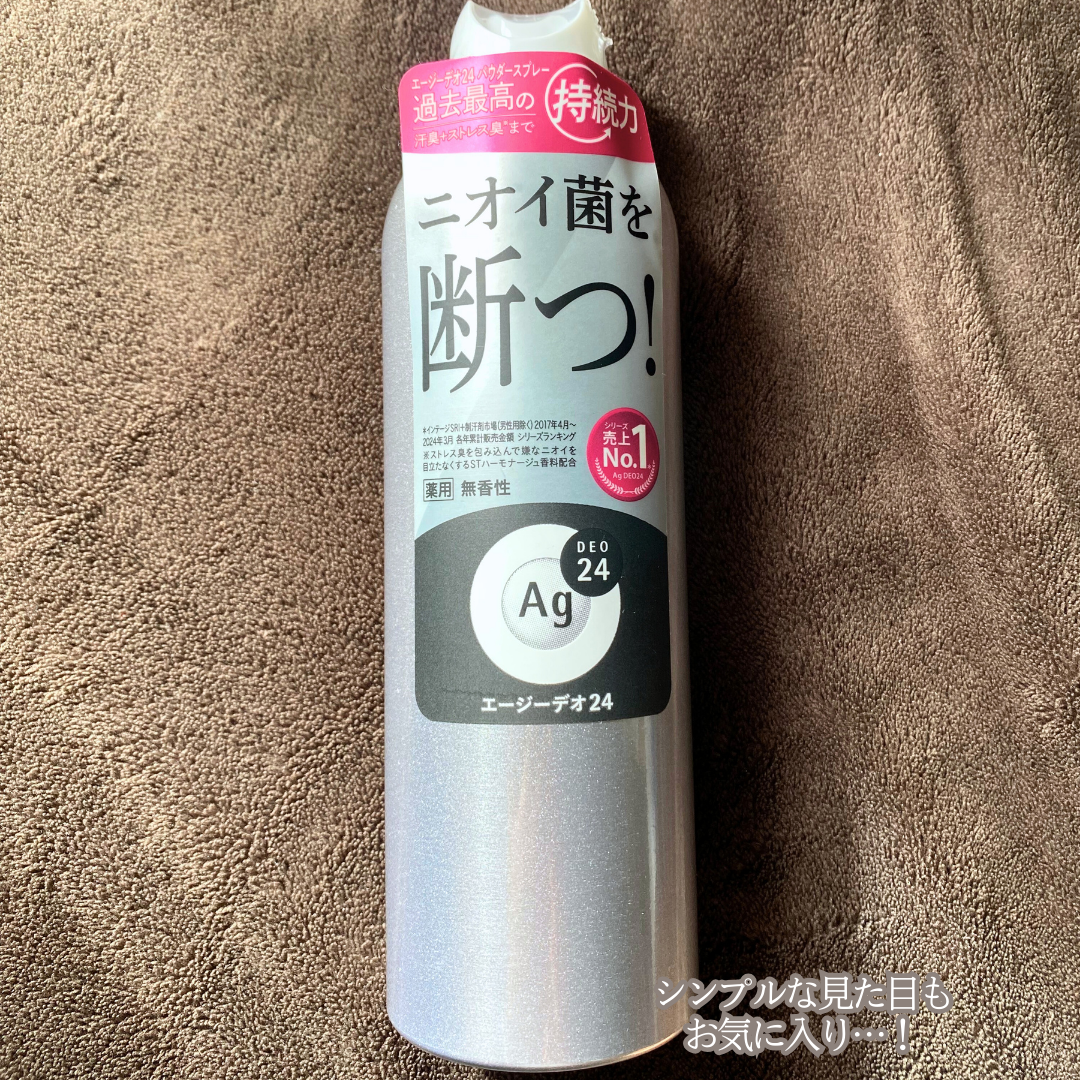 エージーデオ24 パウダースプレー
過去最高の
持続力
汗臭+ストレス臭※まで
ニオイ菌を
断つ!
*インテージSRI+制汗剤市場(男性用除く)2017年4月～
2024年3月 各年累計販売金額 シリーズランキング
※ストレス臭を包み込んで嫌なニオイを
目立たなくするSTハーモナージュ香料配合
シリーズ
売上
No.1*
Ag DEO24
薬用 無香性
DEO
24
Ag
エージーデオ24
シンプルな見た目も
お気に入り…！